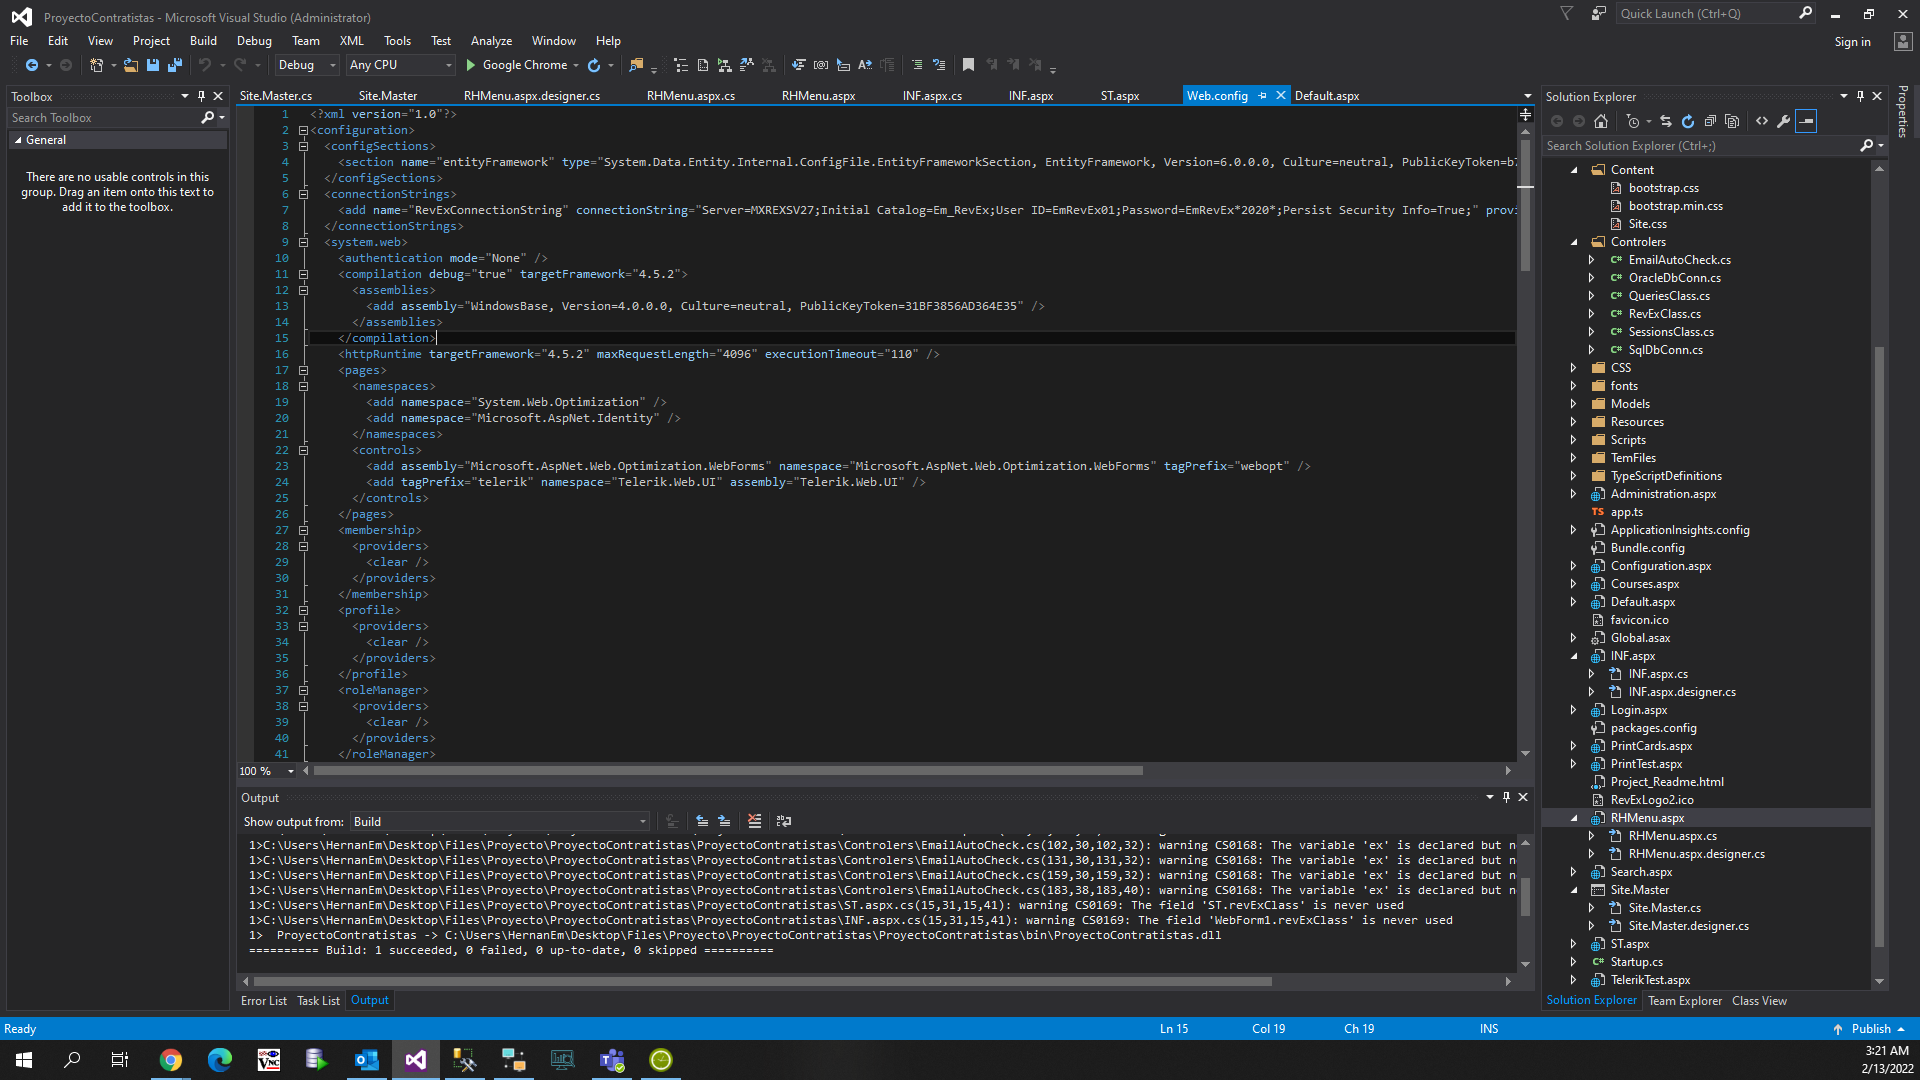 ProyectoContratistas - Microsoft Visual Studio (Administrator)
Quick Launch (Ctrl+Q)
File Edit View Project Build Debug Team XML Tools Test Analyze Window Help
Sign in
Debug Any CPU Google Chrome
Toolbox
Search Toolbox
General
There are no usable controls in this
group. Drag an item onto this text to
add it to the toolbox.
Site.Master.cs Site.Master RHMenu.aspx.designer.cs RHMenu.aspx.cs RHMenu.aspx INF.aspx.cs INF.aspx ST.aspx Web.config Default.aspx
1 <?xml version="1.0"?>
2 <configuration>
3 <configSections>
4 <section name="entityFramework" type="System.Data.Entity.Internal.ConfigFile.EntityFrameworkSection, EntityFramework, Version=6.0.0.0, Culture=neutral, PublicKeyToken=b7
5 </configSections>
6 <connectionStrings>
7 <add name="RevExConnectionString" connectionString="Server=MXREXSV27;Initial Catalog=Em_RevEx;User ID=EmRevEx01;Password=EmRevEx*2020*;Persist Security Info=True;" provi
8 </connectionStrings>
9 <system.web>
10 <authentication mode="None" />
11 <compilation debug="true" targetFramework="4.5.2">
12 <assemblies>
13 <add assembly="WindowsBase, Version=4.0.0.0, Culture=neutral, PublicKeyToken=31BF3856AD364E35" />
14 </assemblies>
15 </compilation>
16 <httpRuntime targetFramework="4.5.2" maxRequestLength="4096" executionTimeout="110" />
17 <pages>
18 <namespaces>
19 <add namespace="System.Web.Optimization" />
20 <add namespace="Microsoft.AspNet.Identity" />
21 </namespaces>
22 <controls>
23 <add assembly="Microsoft.AspNet.Web.Optimization.WebForms" namespace="Microsoft.AspNet.Web.Optimization.WebForms" tagPrefix="webopt" />
24 <add tagPrefix="telerik" namespace="Telerik.Web.UI" assembly="Telerik.Web.UI" />
25 </controls>
26 </pages>
27 <membership>
28 <providers>
29 <clear />
30 </providers>
31 </membership>
32 <profile>
33 <providers>
34 <clear />
35 </providers>
36 </profile>
37 <roleManager>
38 <providers>
39 <clear />
40 </providers>
41 </roleManager>
100 %
Output
Show output from: Build
1>C:\Users\HernanEm\Desktop\Files\Proyecto\ProyectoContratistas\ProyectoContratistas\Controlers\EmailAutoCheck.cs(102,30,102,32): warning CS0168: The variable 'ex' is declared but n
1>C:\Users\HernanEm\Desktop\Files\Proyecto\ProyectoContratistas\ProyectoContratistas\Controlers\EmailAutoCheck.cs(131,30,131,32): warning CS0168: The variable 'ex' is declared but n
1>C:\Users\HernanEm\Desktop\Files\Proyecto\ProyectoContratistas\ProyectoContratistas\Controlers\EmailAutoCheck.cs(159,30,159,32): warning CS0168: The variable 'ex' is declared but n
1>C:\Users\HernanEm\Desktop\Files\Proyecto\ProyectoContratistas\ProyectoContratistas\Controlers\EmailAutoCheck.cs(183,38,183,40): warning CS0168: The variable 'ex' is declared but n
1>C:\Users\HernanEm\Desktop\Files\Proyecto\ProyectoContratistas\ProyectoContratistas\ST.aspx.cs(15,31,15,41): warning CS0169: The field 'ST.revExClass' is never used
1>C:\Users\HernanEm\Desktop\Files\Proyecto\ProyectoContratistas\ProyectoContratistas\INF.aspx.cs(15,31,15,41): warning CS0169: The field 'WebForm1.revExClass' is never used
1> ProyectoContratistas -> C:\Users\HernanEm\Desktop\Files\Proyecto\ProyectoContratistas\ProyectoContratistas\bin\ProyectoContratistas.dll
========== Build: 1 succeeded, 0 failed, 0 up-to-date, 0 skipped ==========
Error List Task List Output
Solution Explorer
Search Solution Explorer (Ctrl+;)
Content
bootstrap.css
bootstrap.min.css
Site.css
Controlers
C# EmailAutoCheck.cs
C# OracleDbConn.cs
C# QueriesClass.cs
C# RevExClass.cs
C# SessionsClass.cs
C# SqlDbConn.cs
CSS
fonts
Models
Resources
Scripts
TemFiles
TypeScriptDefinitions
Administration.aspx
TS app.ts
ApplicationInsights.config
Bundle.config
Configuration.aspx
Courses.aspx
Default.aspx
favicon.ico
Global.asax
INF.aspx
INF.aspx.cs
INF.aspx.designer.cs
Login.aspx
packages.config
PrintCards.aspx
PrintTest.aspx
Project_Readme.html
RevExLogo2.ico
RHMenu.aspx
RHMenu.aspx.cs
RHMenu.aspx.designer.cs
Search.aspx
Site.Master
Site.Master.cs
Site.Master.designer.cs
ST.aspx
C# Startup.cs
TelerikTest.aspx
Solution Explorer Team Explorer Class View
Properties
Ready Ln 15 Col 19 Ch 19 INS Publish
3:21 AM
2/13/2022